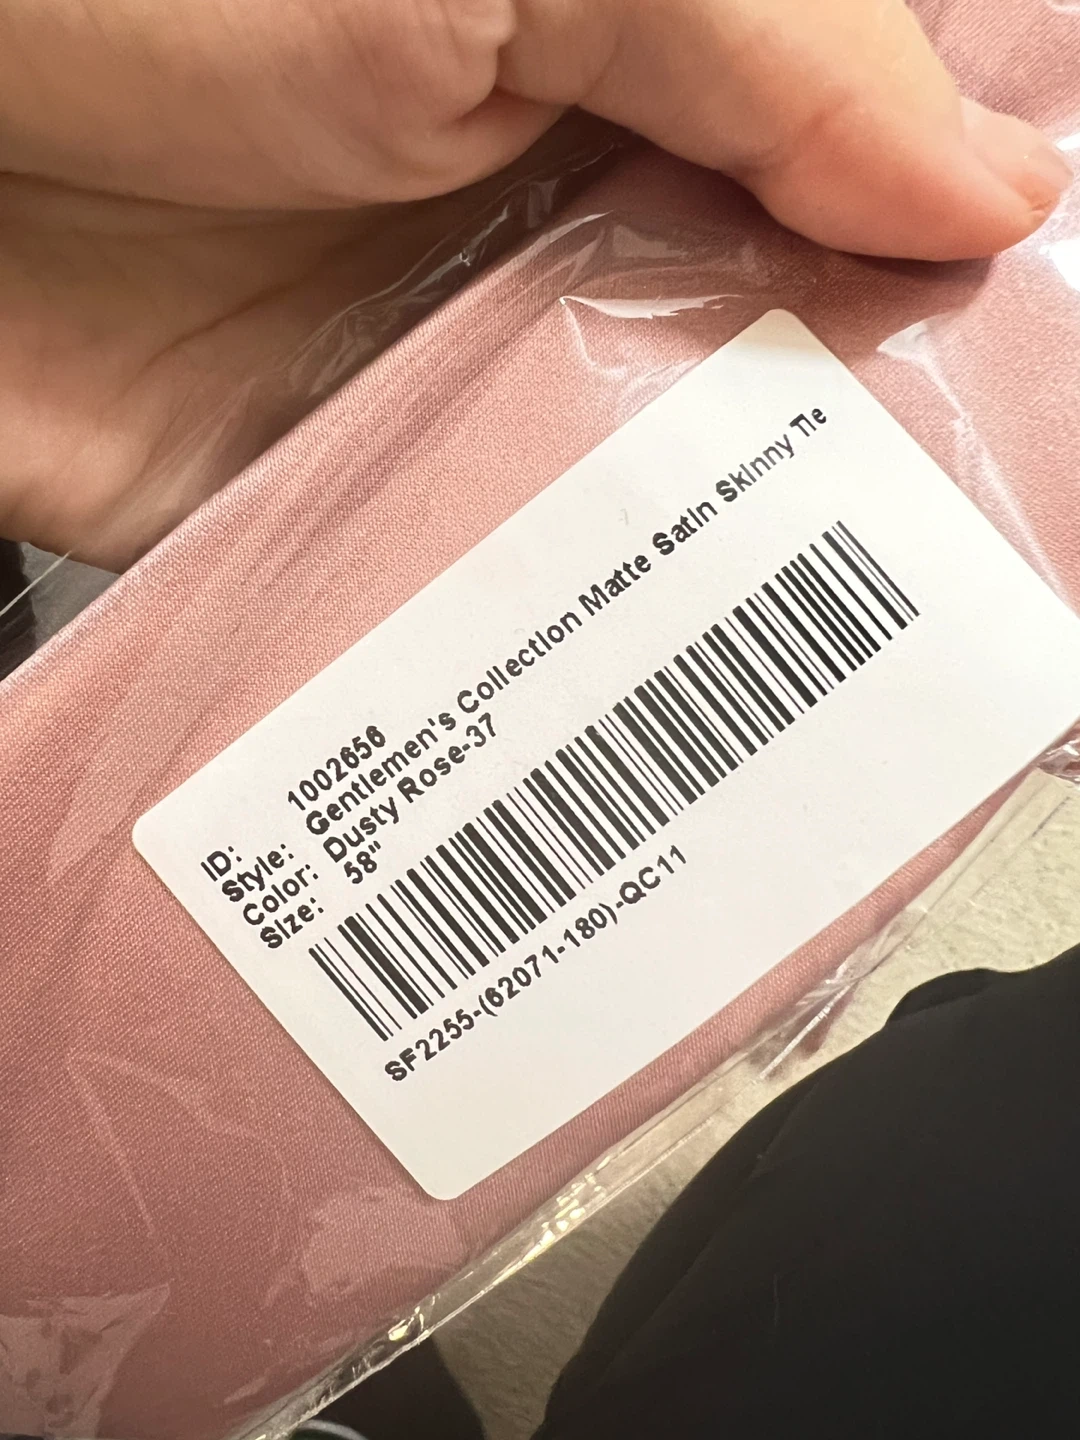 ID: 1002656
Style: Gentlemen's Collection Matte Satin Skinny Tie
Color: Dusty Rose-37
Size: 58"
SF2255-(62071-180)-QC11